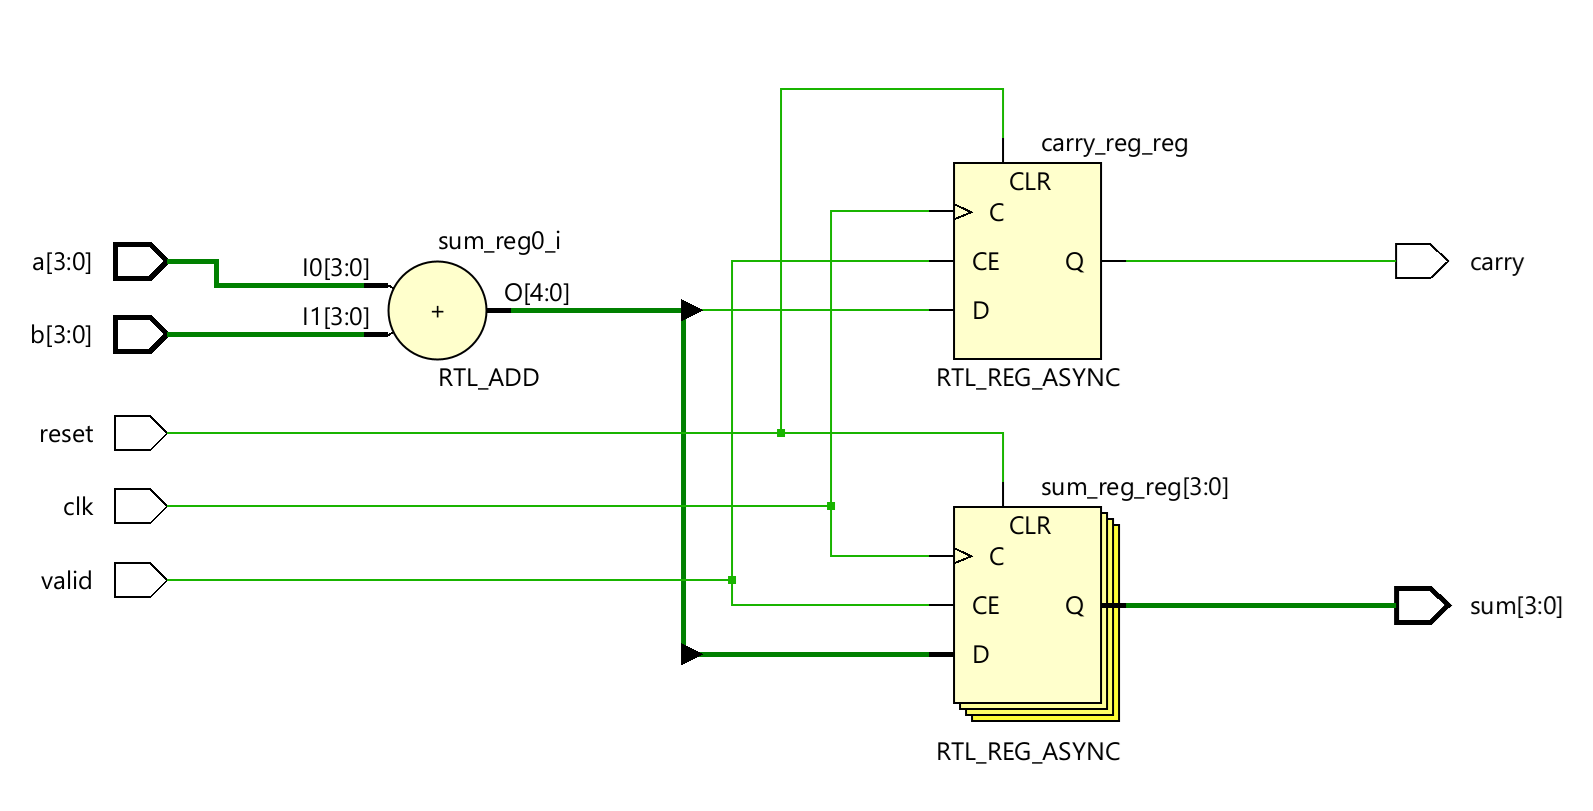 carry_reg_reg
CLR
C
CE
Q
D
RTL_REG_ASYNC
carry
a[3:0]
I0[3:0]
sum_reg0_i
b[3:0]
I1[3:0]
+
O[4:0]
RTL_ADD
reset
clk
valid
sum_reg_reg[3:0]
CLR
C
CE
Q
D
RTL_REG_ASYNC
sum[3:0]